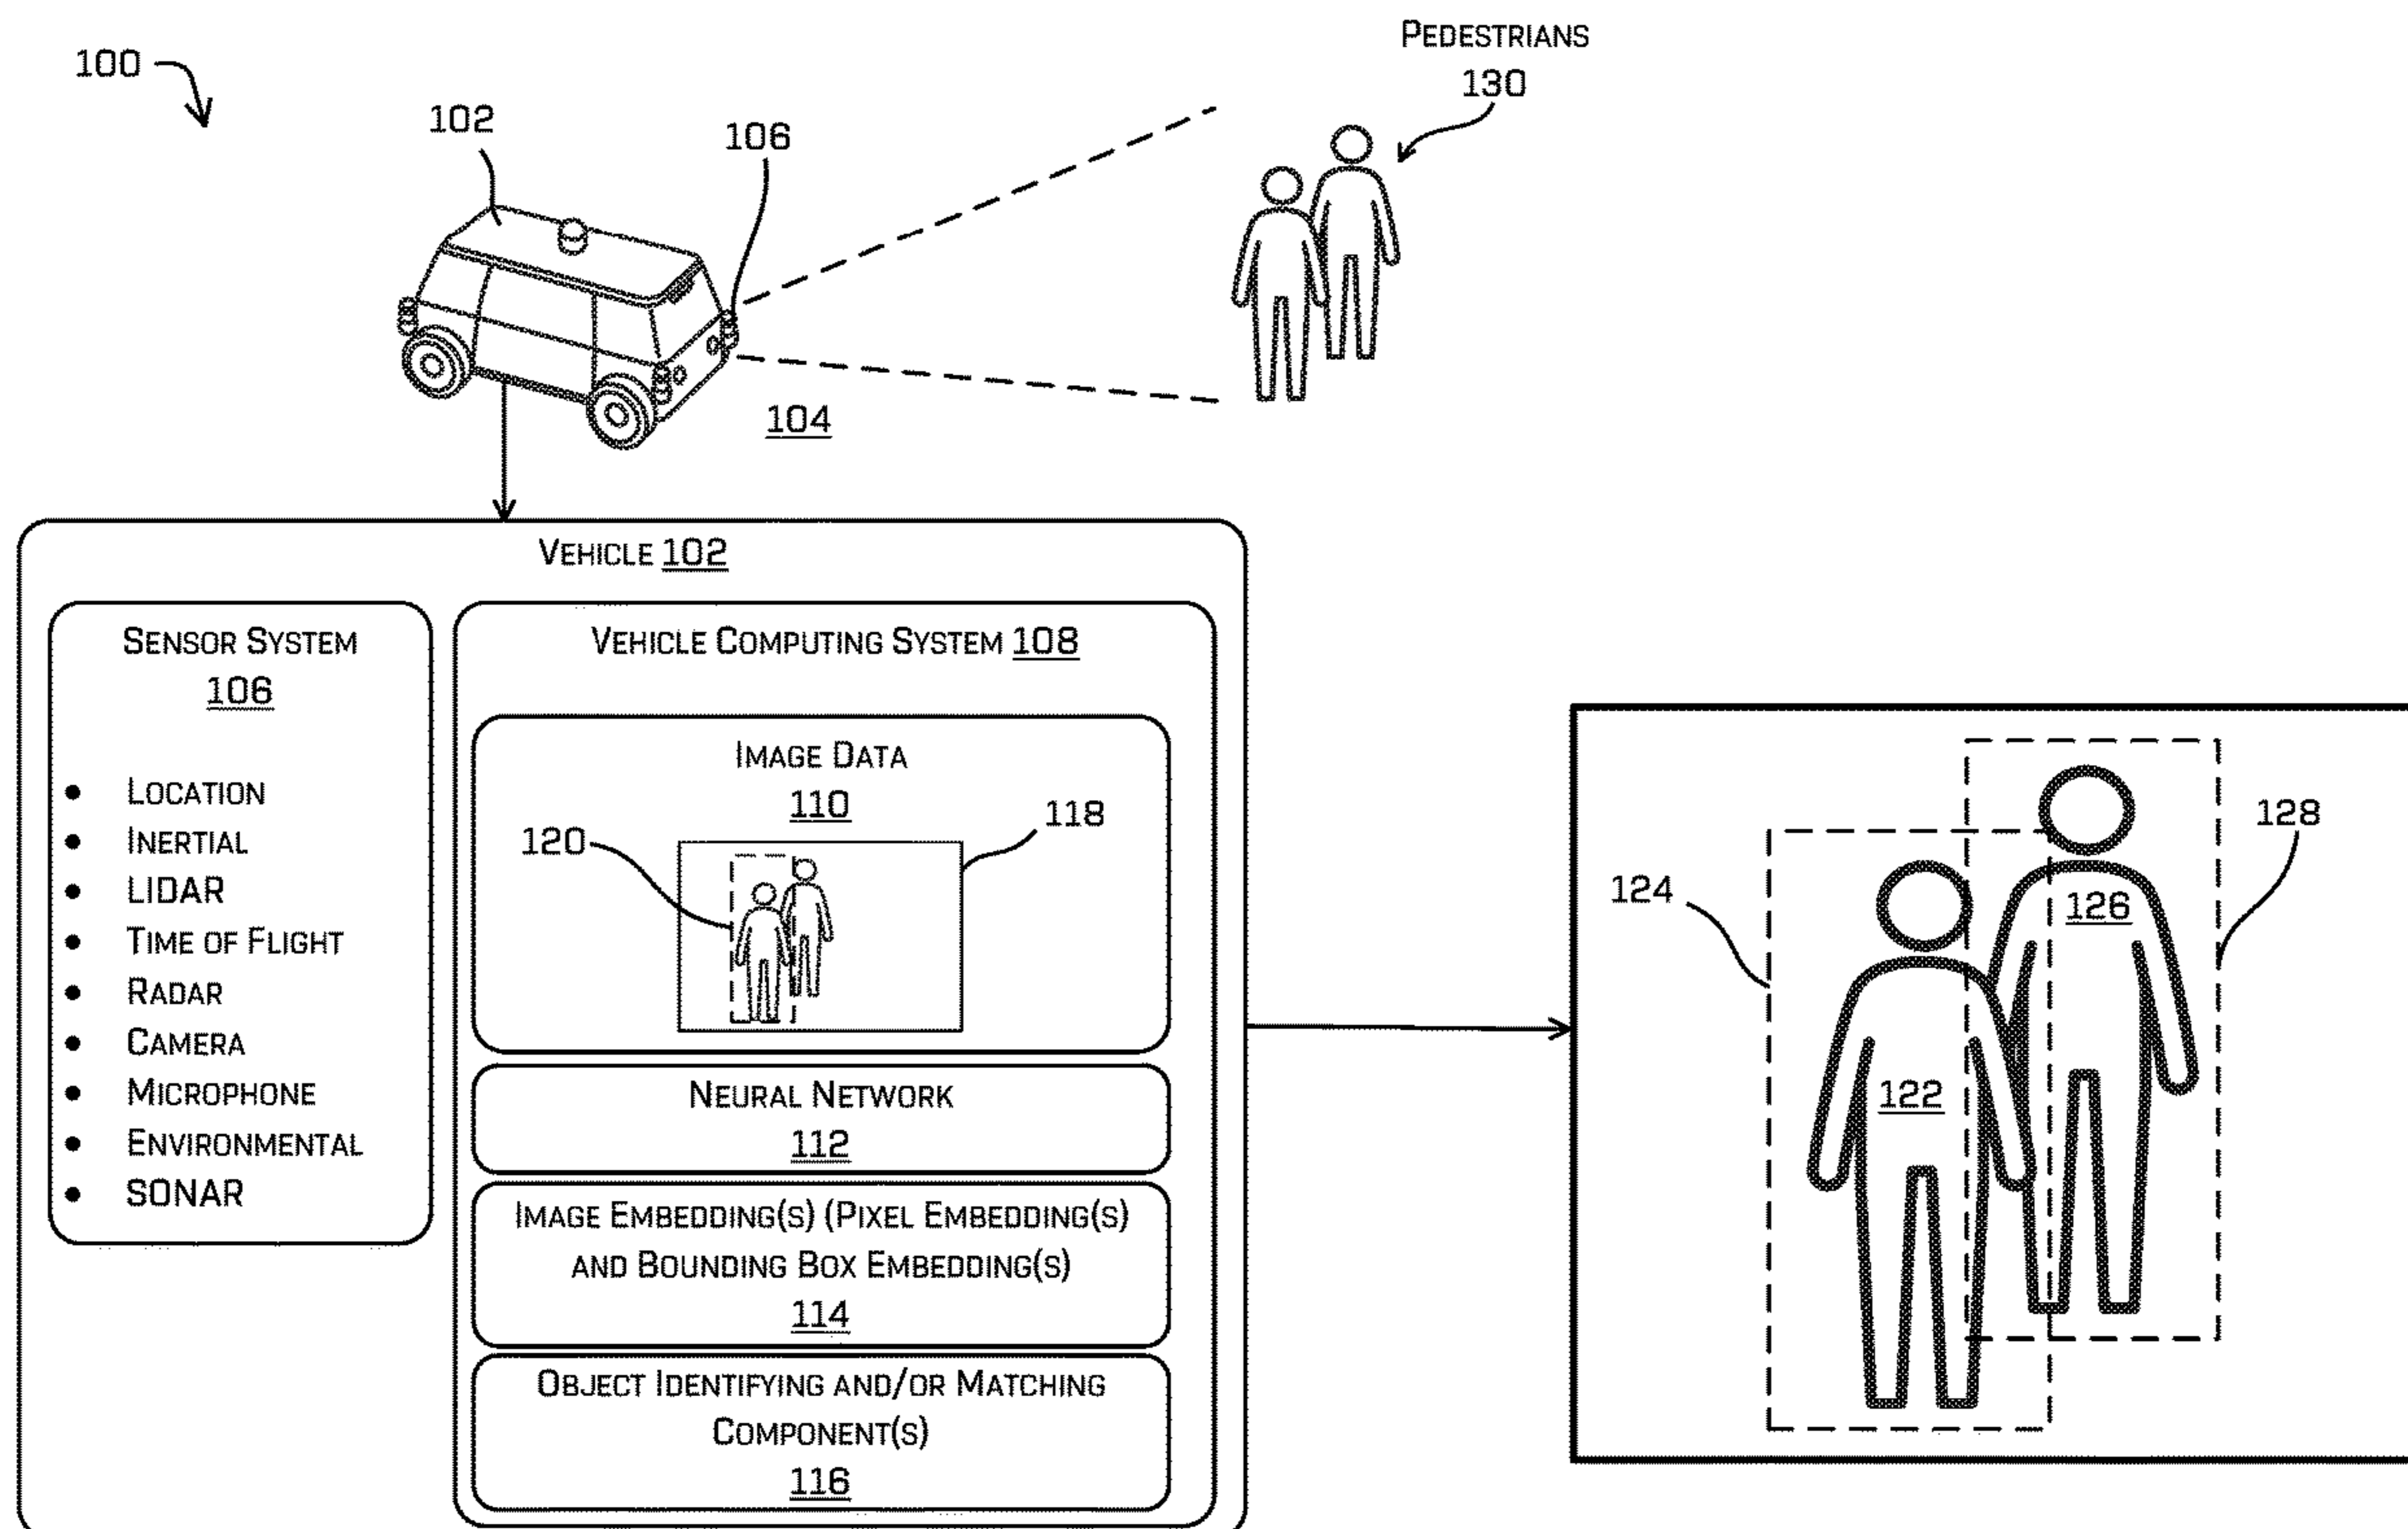 100
PEDESTRIANS
130
102
106
104
VEHICLE 102
SENSOR SYSTEM
106
• LOCATION
• INERTIAL
• LIDAR
• TIME OF FLIGHT
• RADAR
• CAMERA
• MICROPHONE
• ENVIRONMENTAL
• SONAR
VEHICLE COMPUTING SYSTEM 108
IMAGE DATA
110
120
118
NEURAL NETWORK
112
IMAGE EMBEDDING(S) (PIXEL EMBEDDING(S)
AND BOUNDING BOX EMBEDDING(S)
114
OBJECT IDENTIFYING AND/OR MATCHING
COMPONENT(S)
116
124
128
126
122